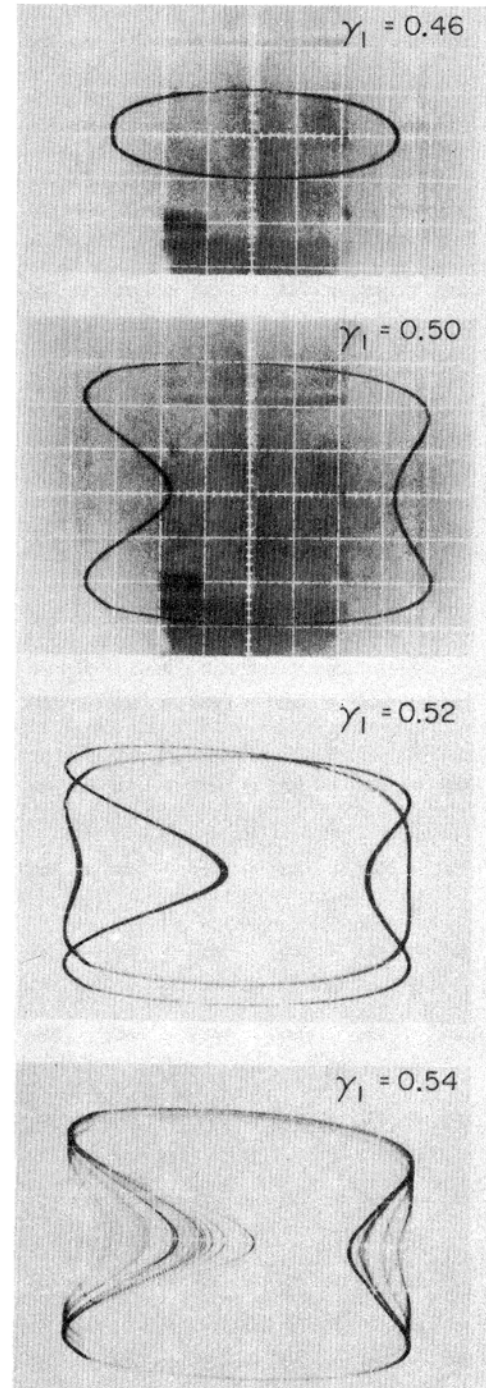 γ₁ = 0.46
γ₁ = 0.50
γ₁ = 0.52
γ₁ = 0.54